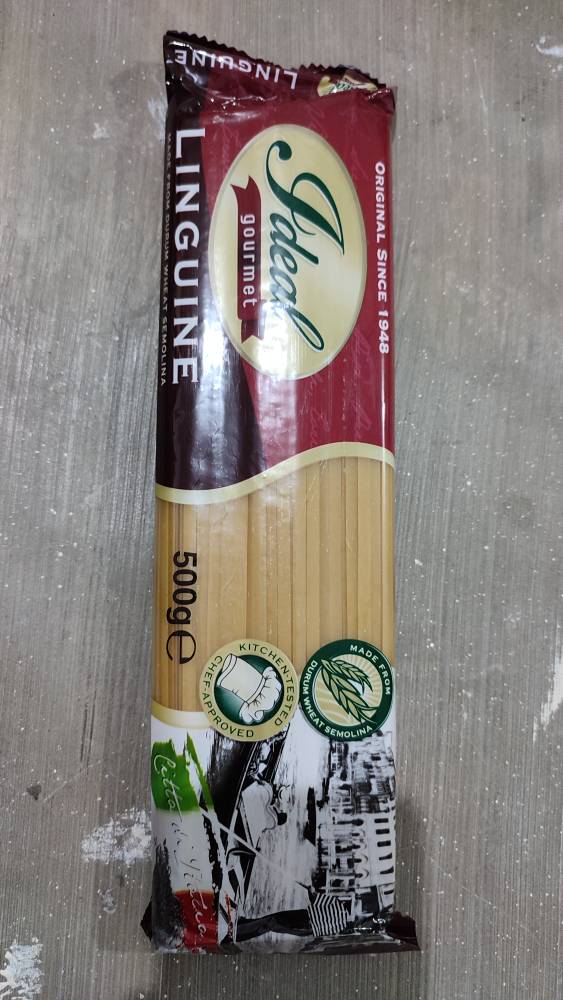 LINGUINE
ORIGINAL SINCE 1948
Ideal
gourmet
LINGUINE
MADE FROM DURUM WHEAT SEMOLINA
500g e
KITCHEN-TESTED
CHEF-APPROVED
MADE FROM
DURUM WHEAT SEMOLINA